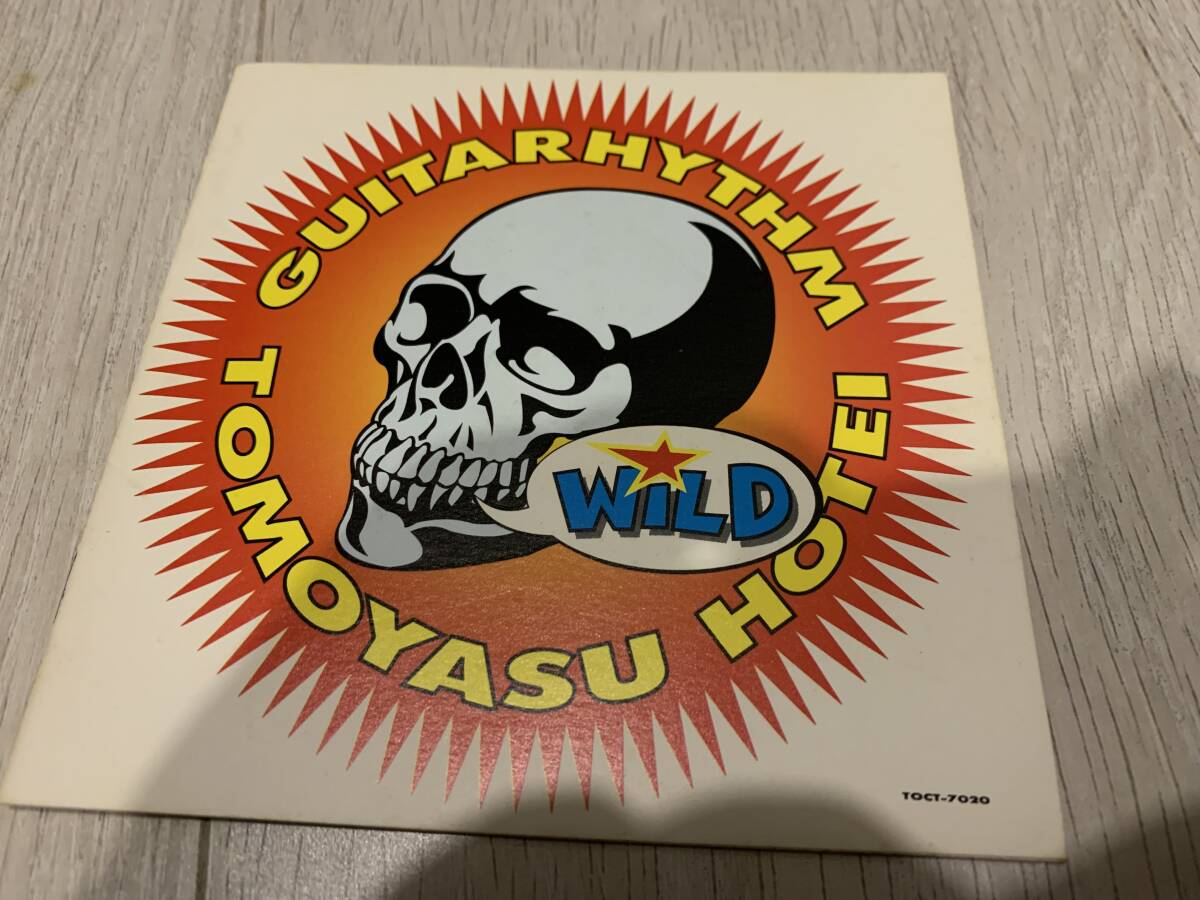 GUITARHYTHM
WiLD
TOMOYASU HOTEI
TOCT-7020